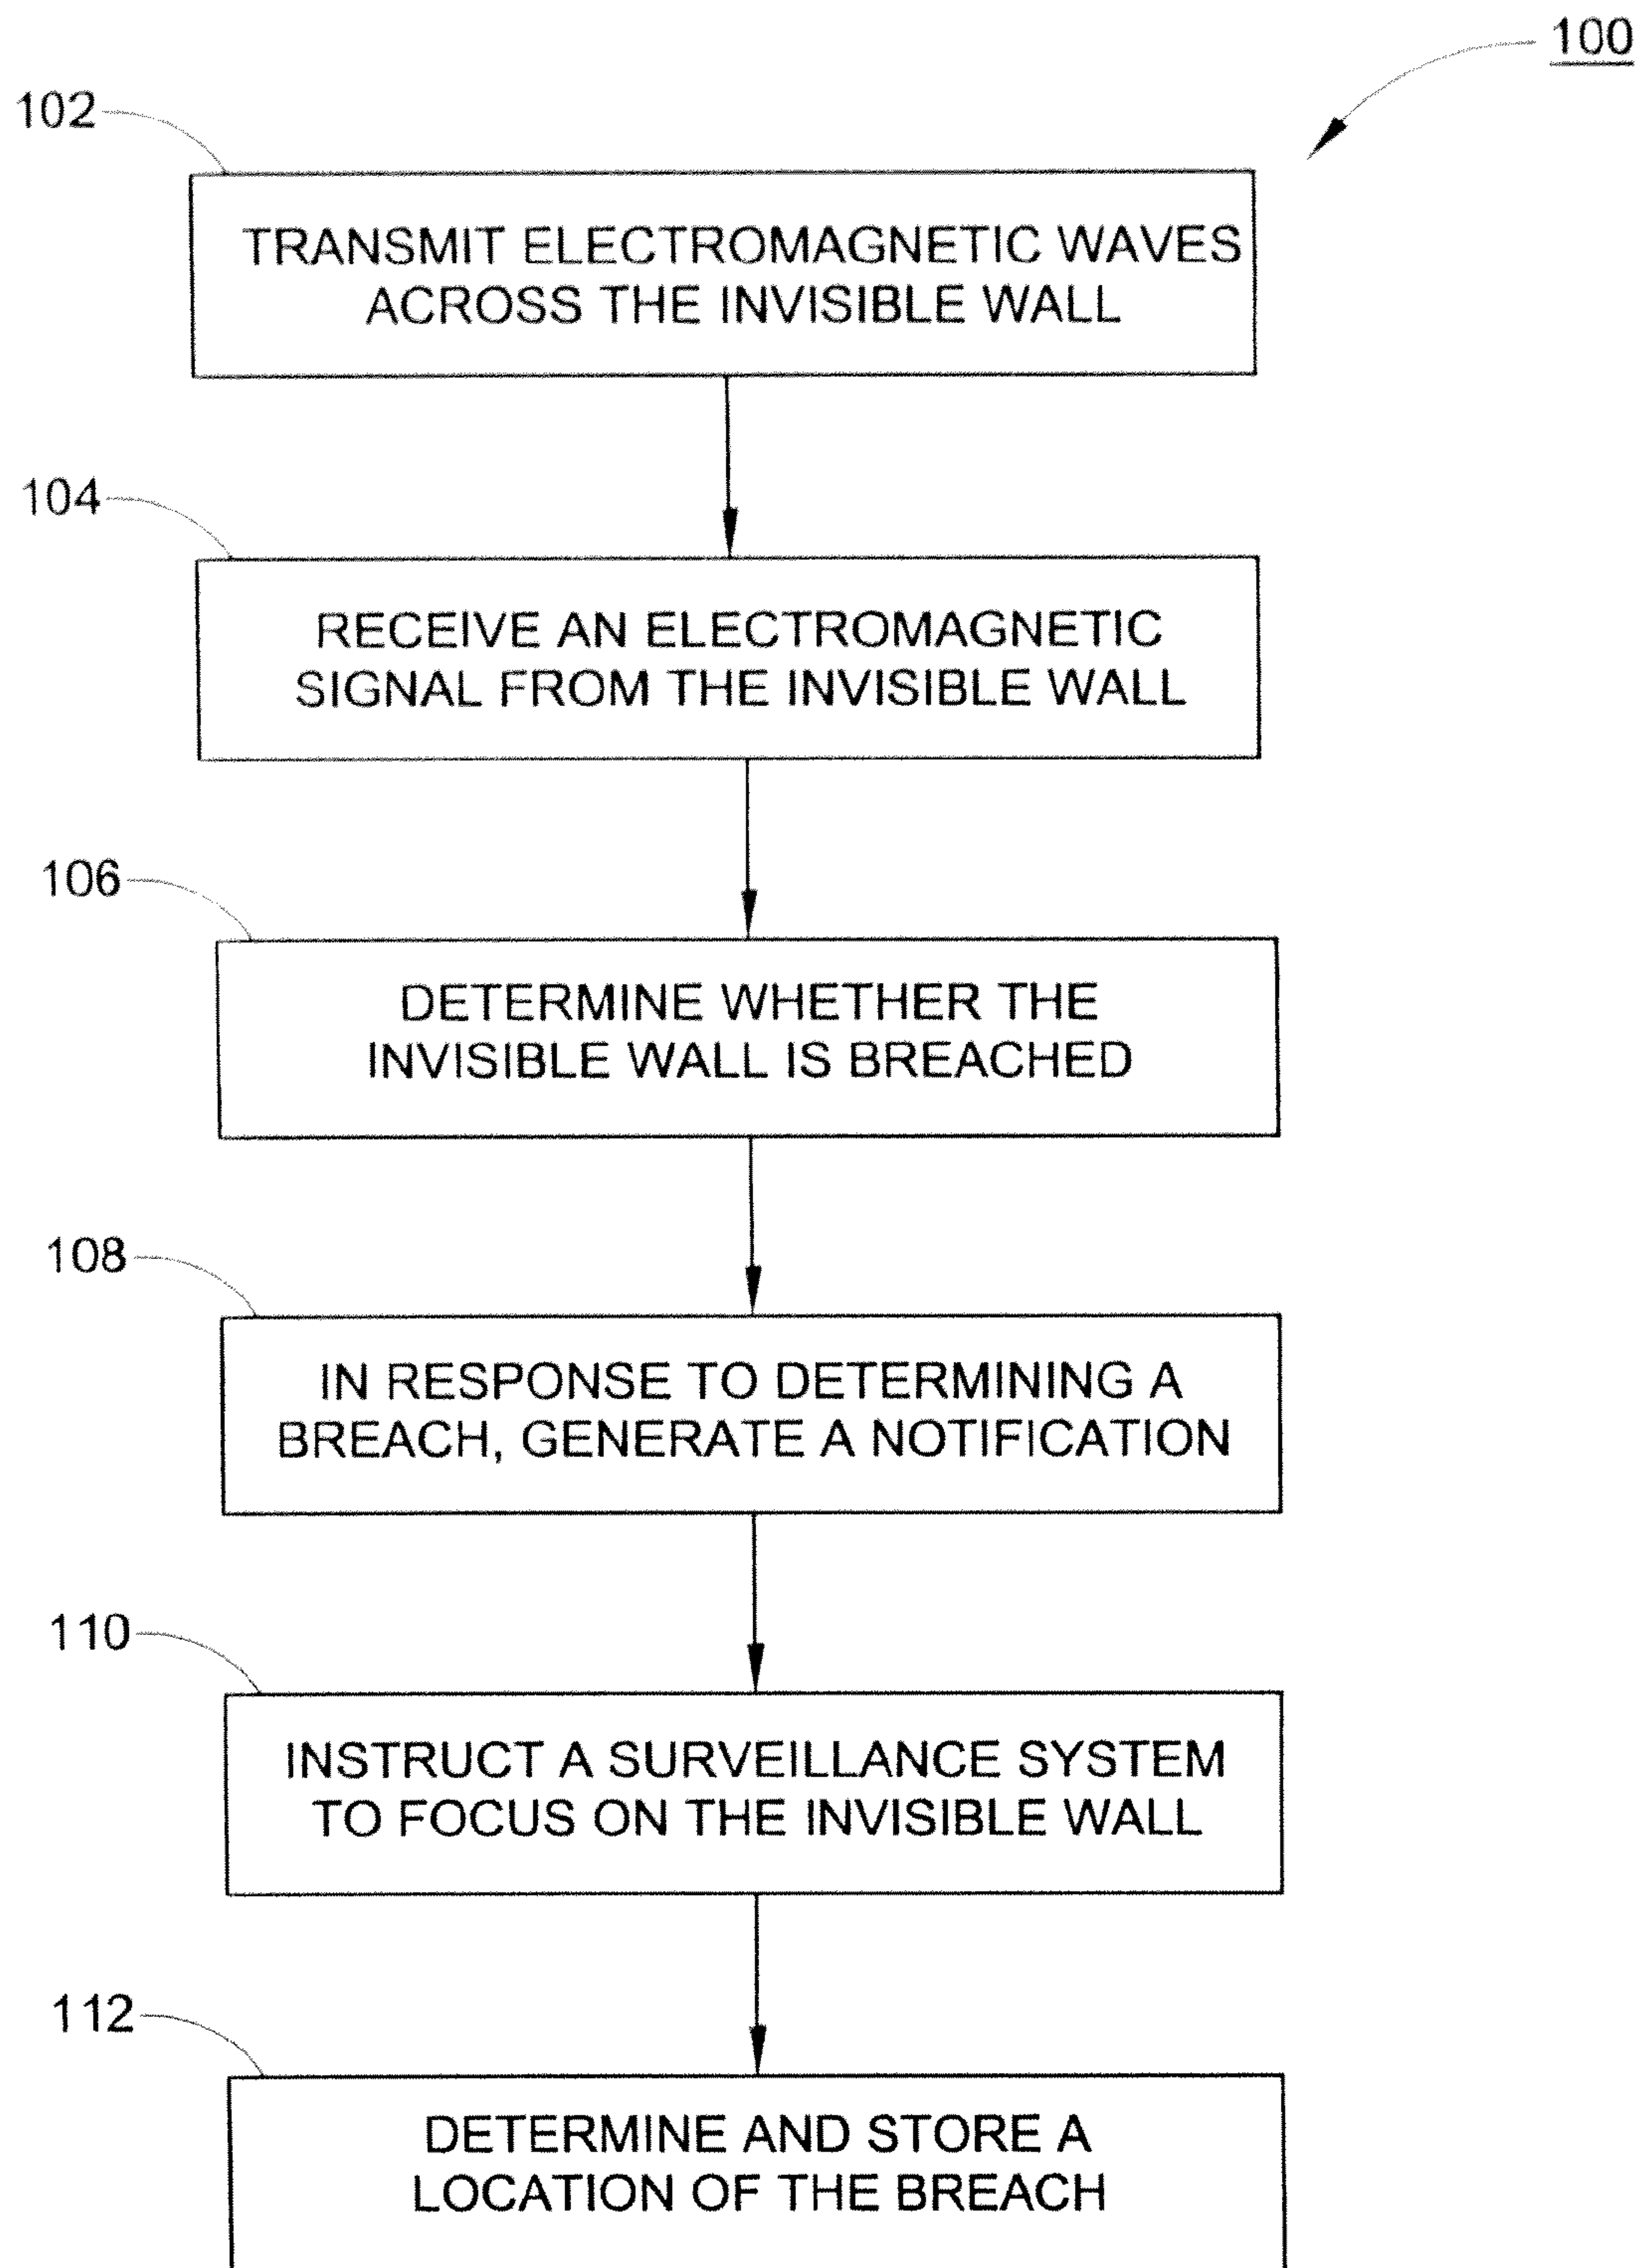 100
102
TRANSMIT ELECTROMAGNETIC WAVES
ACROSS THE INVISIBLE WALL
104
RECEIVE AN ELECTROMAGNETIC
SIGNAL FROM THE INVISIBLE WALL
106
DETERMINE WHETHER THE
INVISIBLE WALL IS BREACHED
108
IN RESPONSE TO DETERMINING A
BREACH, GENERATE A NOTIFICATION
110
INSTRUCT A SURVEILLANCE SYSTEM
TO FOCUS ON THE INVISIBLE WALL
112
DETERMINE AND STORE A
LOCATION OF THE BREACH